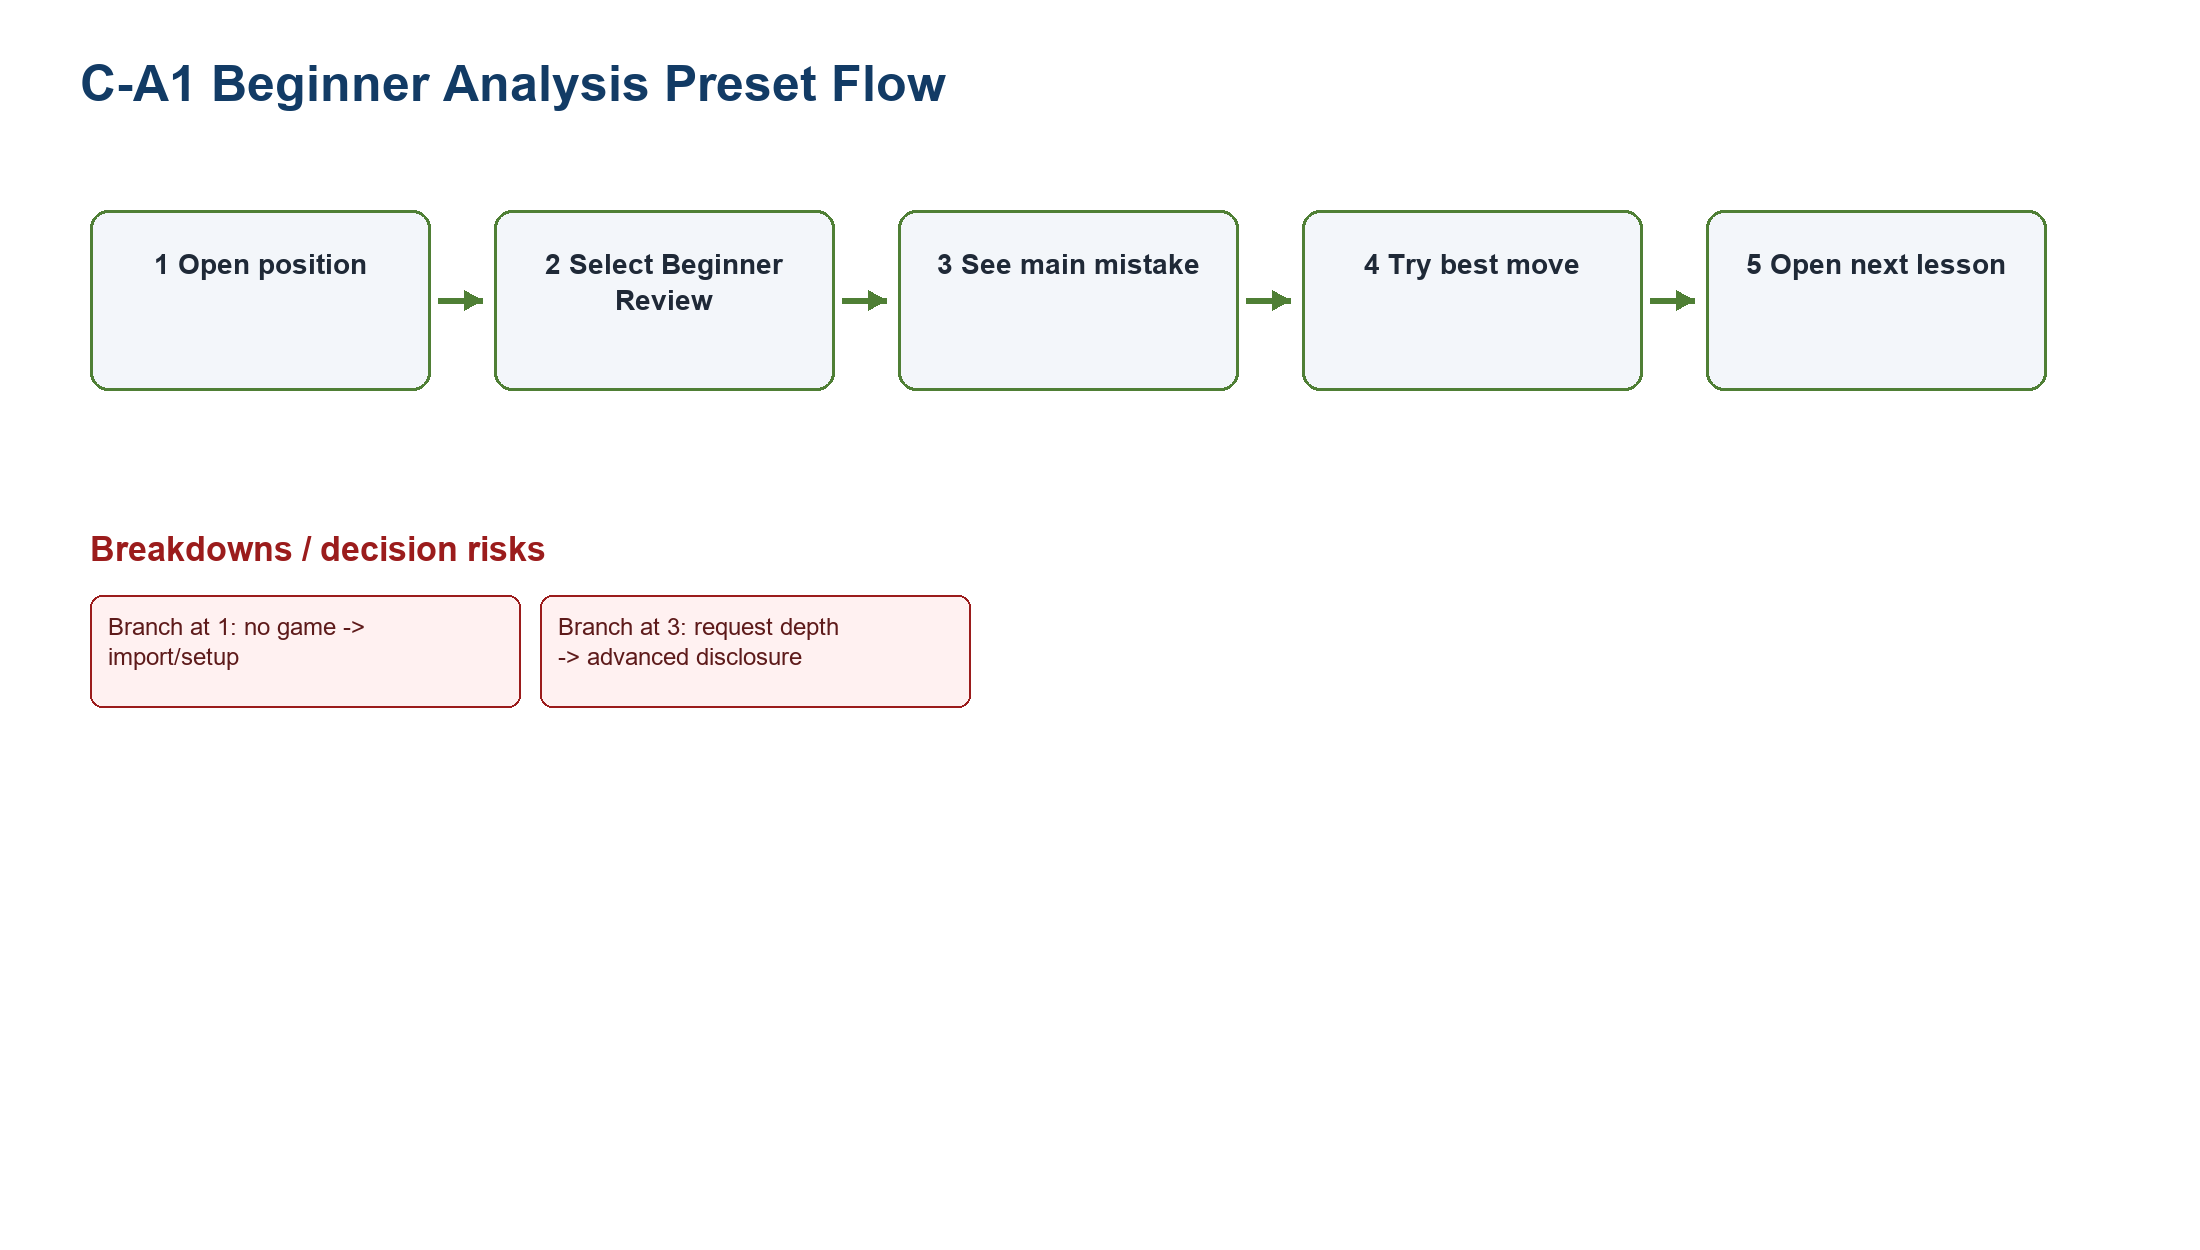 C-A1 Beginner Analysis Preset Flow
1 Open position
2 Select Beginner
Review
3 See main mistake
4 Try best move
5 Open next lesson
Breakdowns / decision risks
Branch at 1: no game ->
import/setup
Branch at 3: request depth
-> advanced disclosure